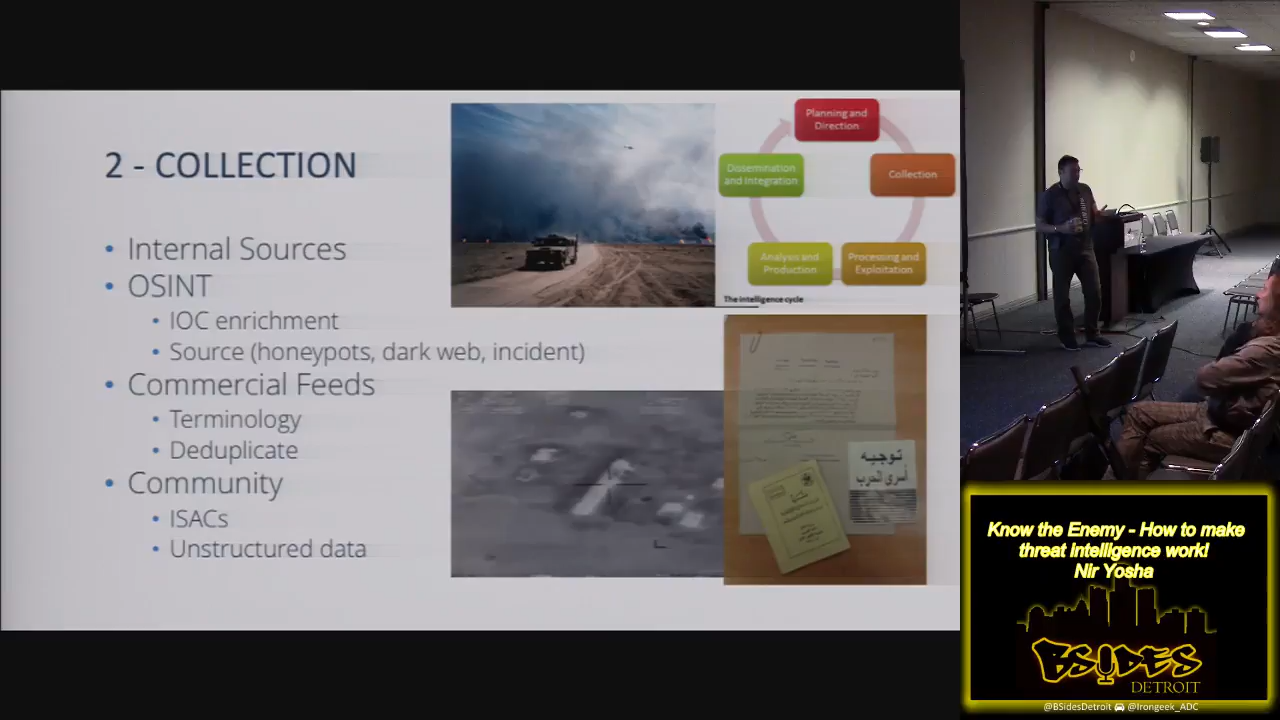 2 - COLLECTION
• Internal Sources
• OSINT
• IOC enrichment
• Source (honeypots, dark web, incident)
• Commercial Feeds
• Terminology
• Deduplicate
• Community
• ISACs
• Unstructured data
Planning and
Direction
Dissemination
and Integration
Collection
Analysis and
Production
Processing and
Exploitation
The intelligence cycle
توجيه
أسرى الحرب
Know the Enemy - How to make
threat intelligence work!
Nir Yosha
BSIDES
DETROIT
@BSidesDetroit @Irongeek_ADC